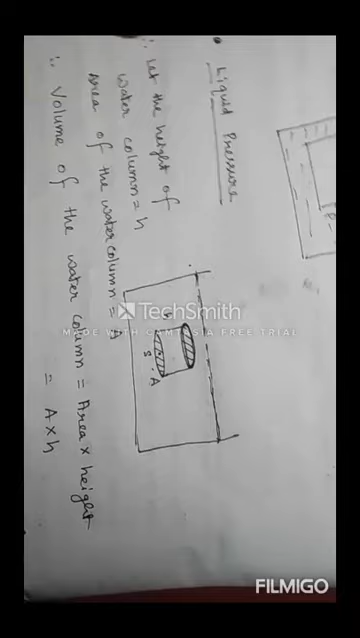 • Liquid Pressure
∴ Let the height of
water column = h
Area of the water column = A
∴ Volume of the water column = Area × height
= A × h
h
S
A
P
TechSmith
MADE WITH CAMTASIA FREE TRIAL
FILMIGO